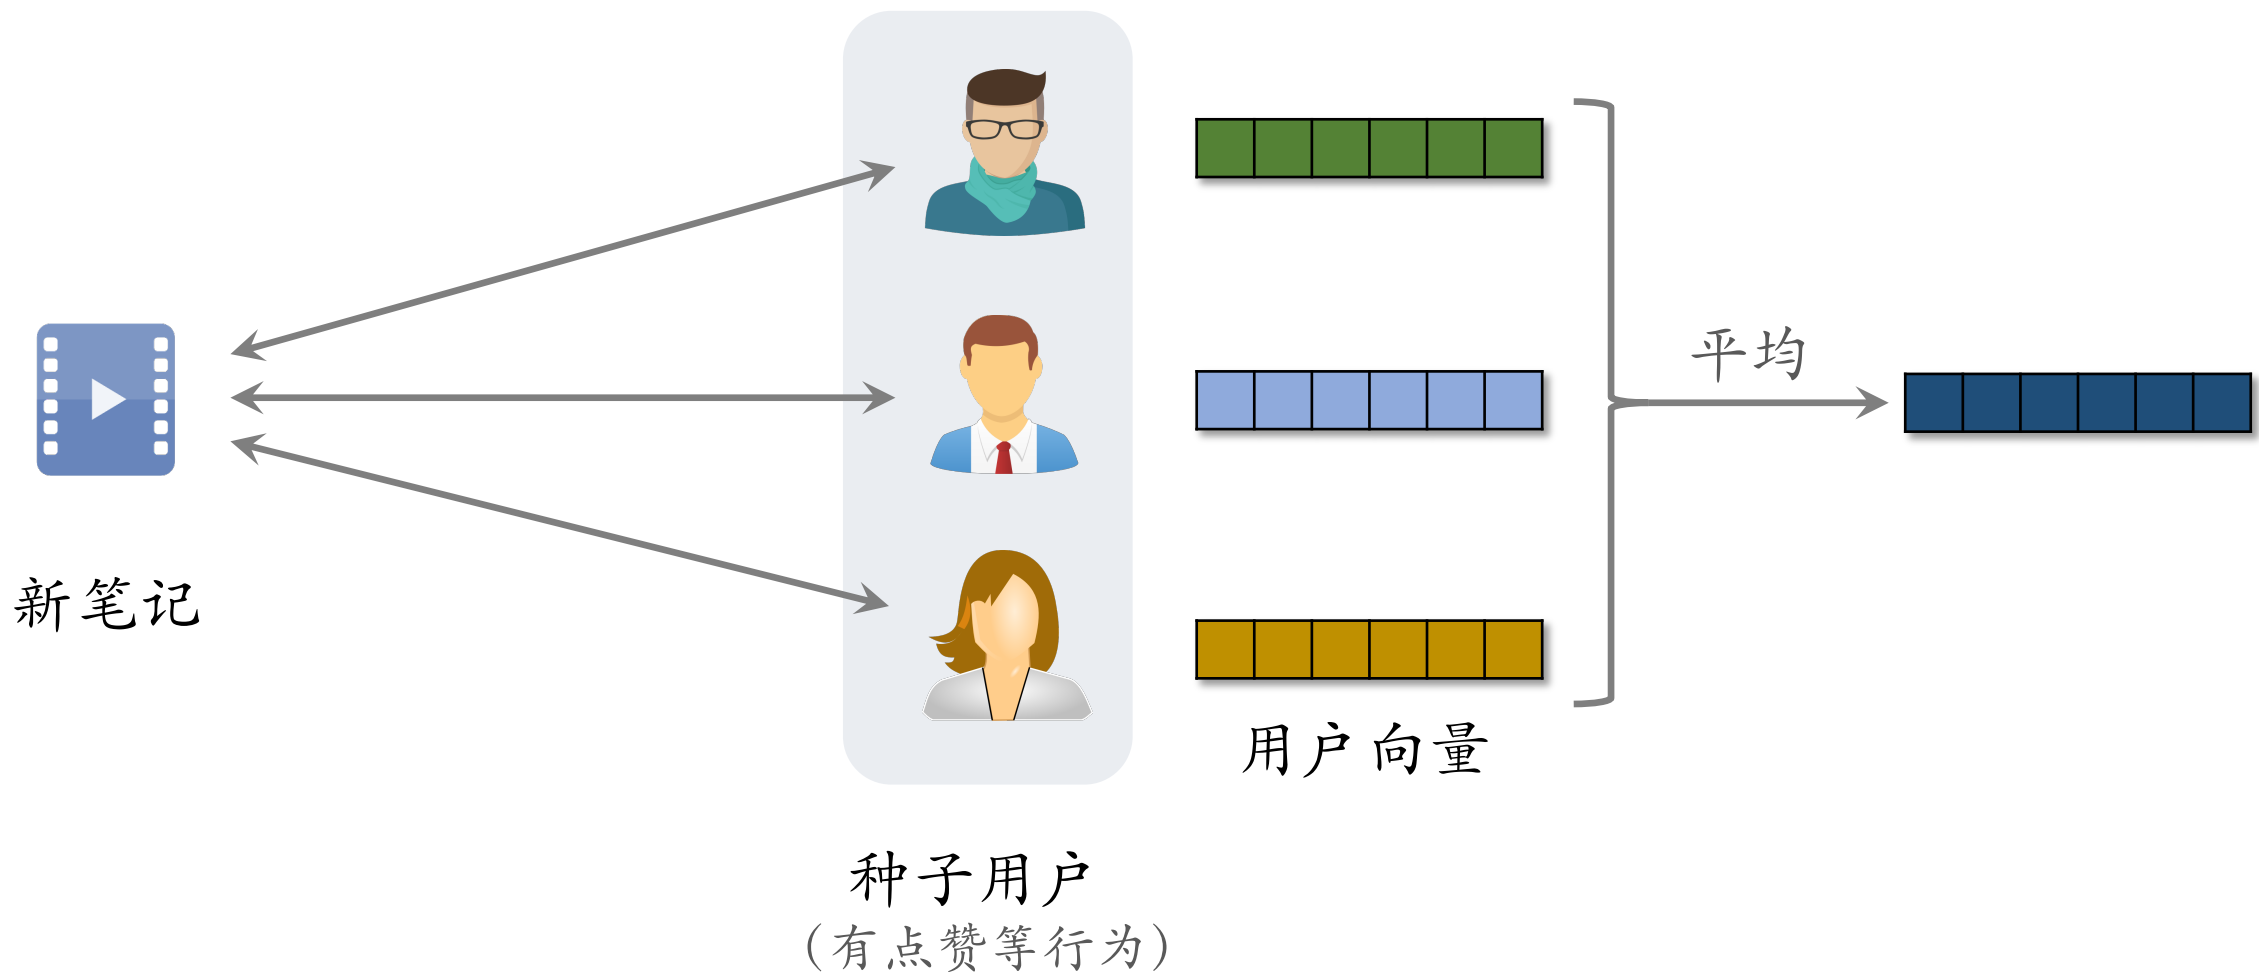 平均
新笔记
用户向量
种子用户
（有点赞等行为）